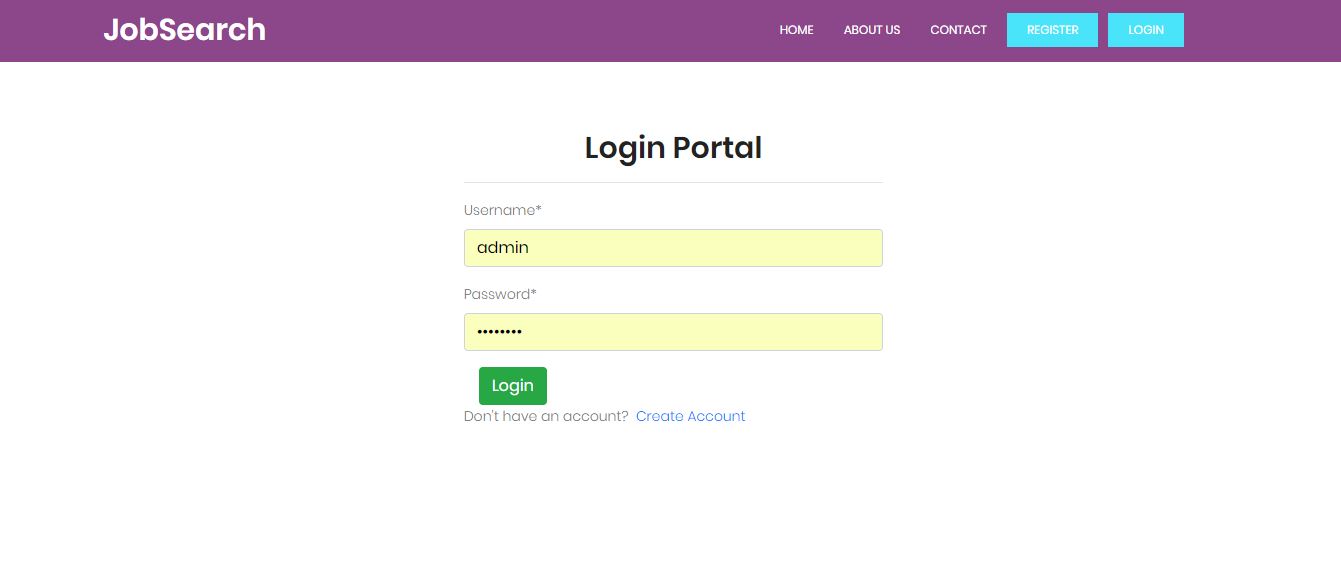 JobSearch
HOME ABOUT US CONTACT REGISTER LOGIN
Login Portal
Username*
admin
Password*
••••••••
Login
Don't have an account? Create Account